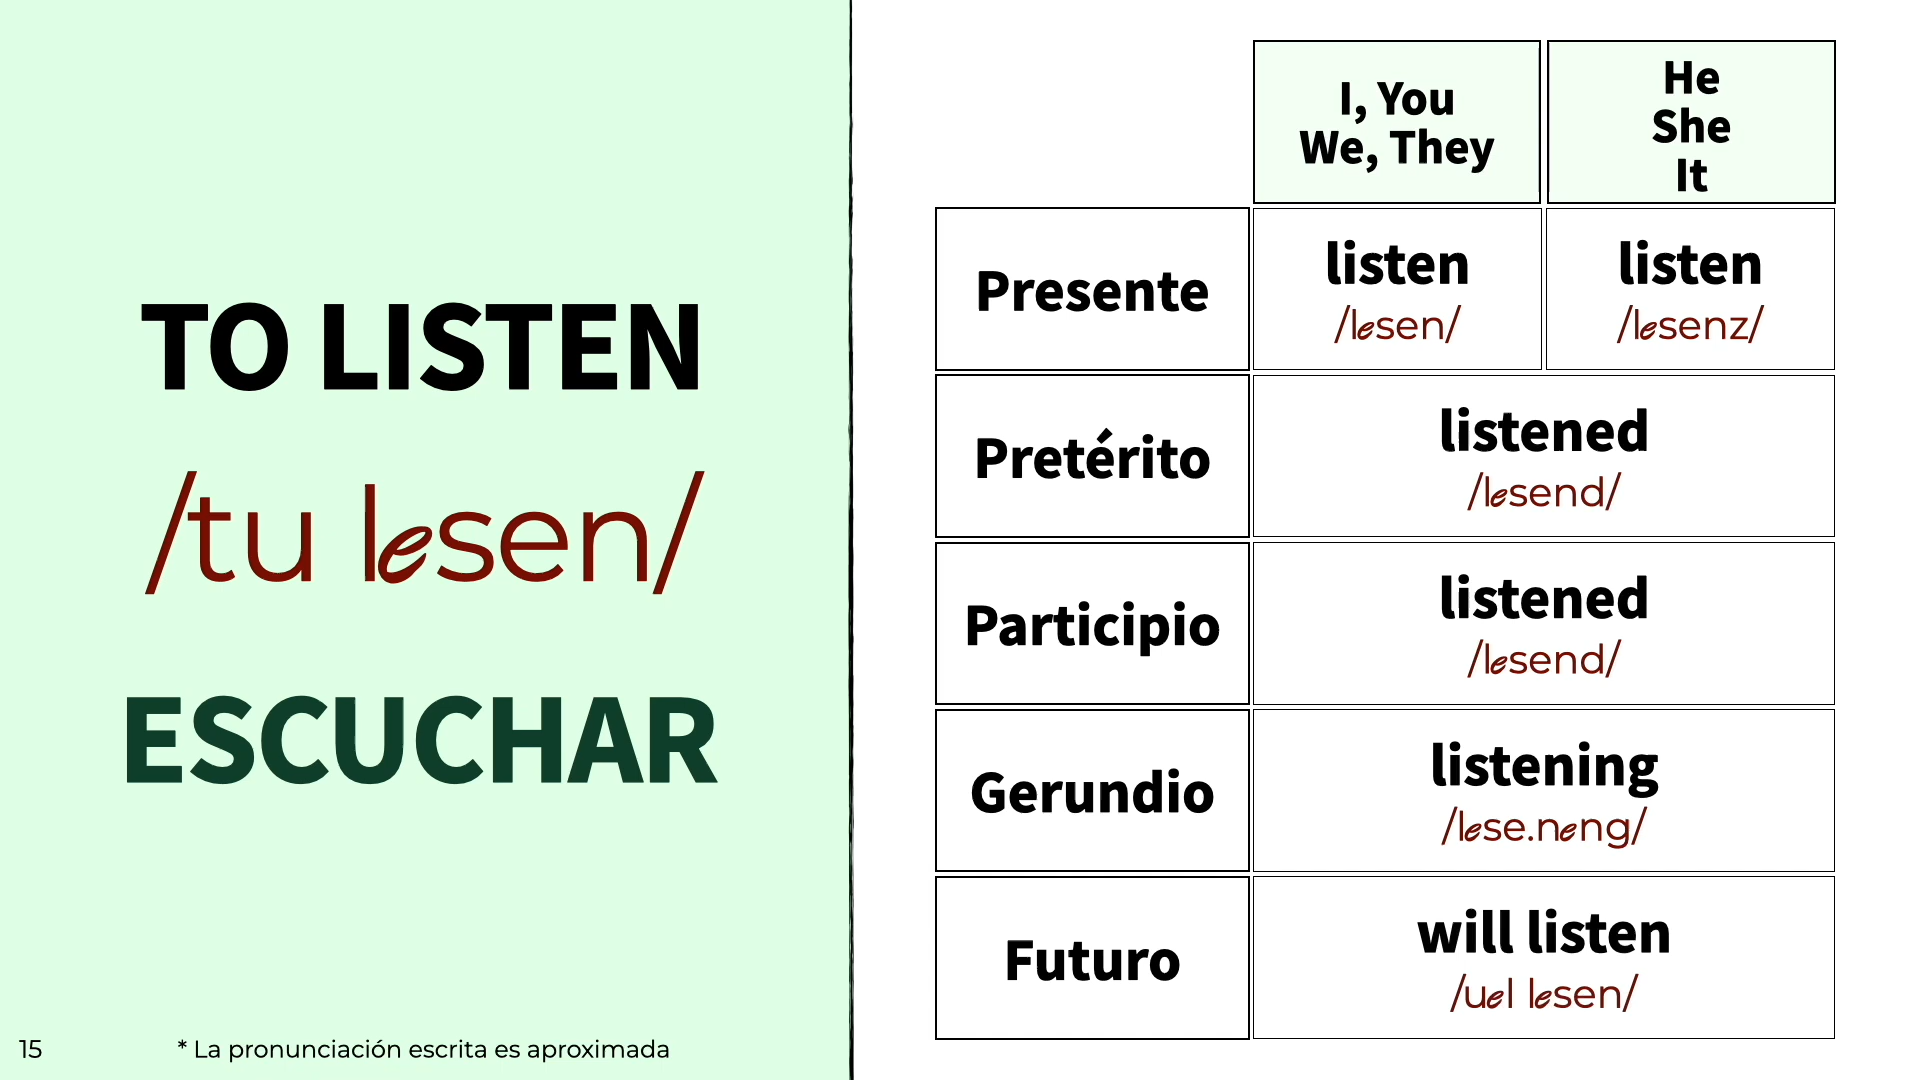 TO LISTEN
/tu lesen/
ESCUCHAR
15
* La pronunciación escrita es aproximada
I, You
We, They
He
She
It
Presente
listen
/lesen/
listen
/lesenz/
Pretérito
listened
/lesend/
Participio
listened
/lesend/
Gerundio
listening
/lese.neng/
Futuro
will listen
/uel lesen/